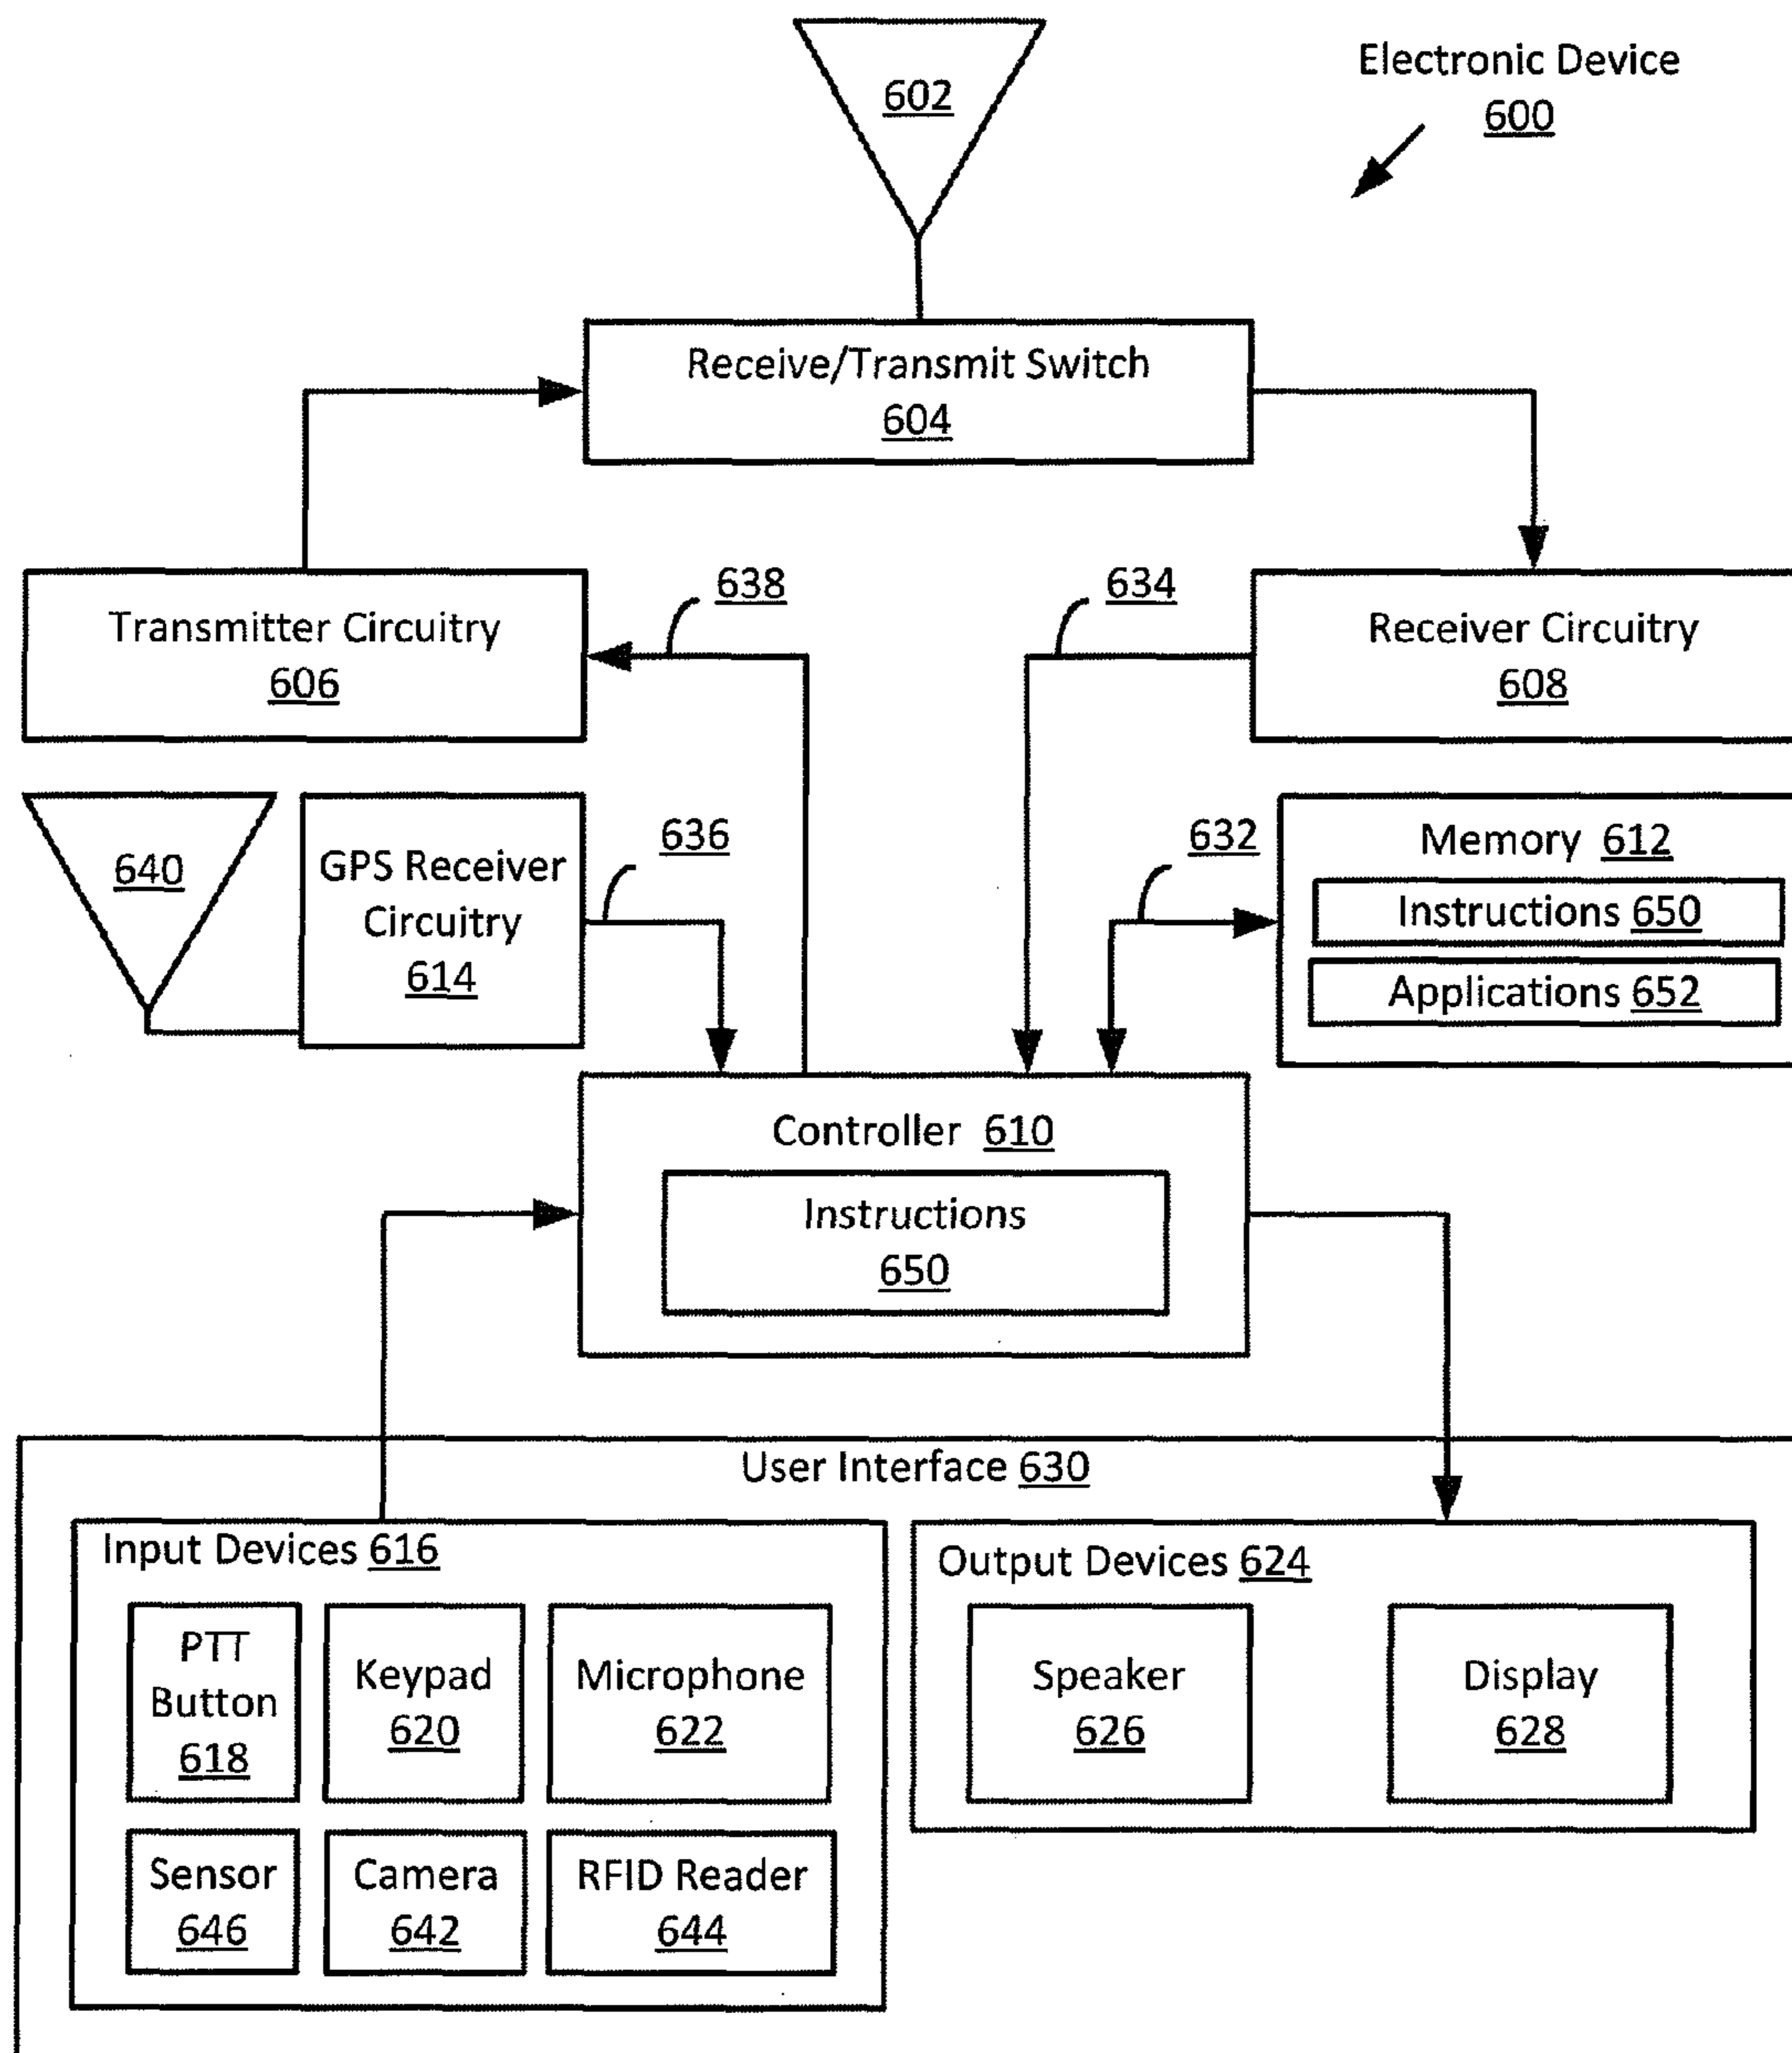 602
Electronic Device
600
Receive/Transmit Switch
604
638
634
Transmitter Circuitry
606
Receiver Circuitry
608
640
GPS Receiver
Circuitry
614
636
632
Memory 612
Instructions 650
Applications 652
Controller 610
Instructions
650
User Interface 630
Input Devices 616
PTT
Button
618
Keypad
620
Microphone
622
Sensor
646
Camera
642
RFID Reader
644
Output Devices 624
Speaker
626
Display
628